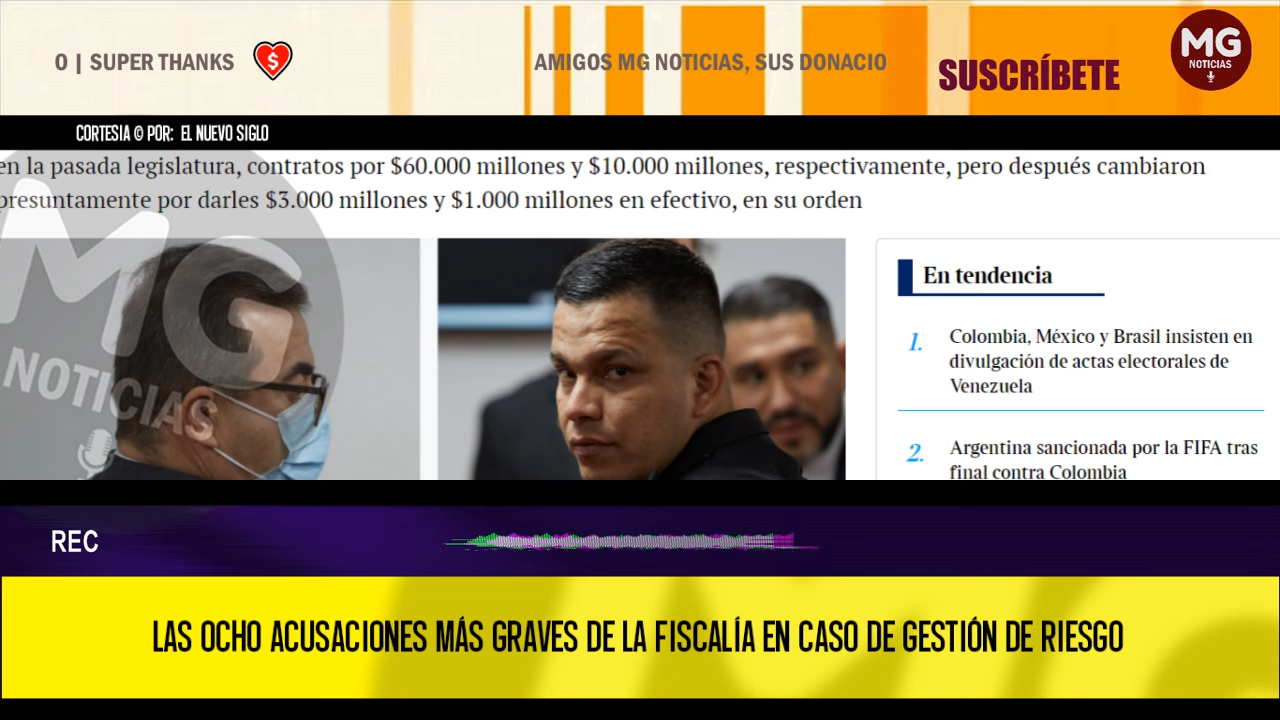 0 | SUPER THANKS
$
AMIGOS MG NOTICIAS, SUS DONACIO
SUSCRÍBETE
MG
NOTICIAS
CORTESIA © POR: EL NUEVO SIGLO
en la pasada legislatura, contratos por $60.000 millones y $10.000 millones, respectivamente, pero después cambiaron
presuntamente por darles $3.000 millones y $1.000 millones en efectivo, en su orden
MG
NOTICIAS
En tendencia
1.
Colombia, México y Brasil insisten en
divulgación de actas electorales de
Venezuela
2.
Argentina sancionada por la FIFA tras
final contra Colombia
REC
LAS OCHO ACUSACIONES MÁS GRAVES DE LA FISCALÍA EN CASO DE GESTIÓN DE RIESGO